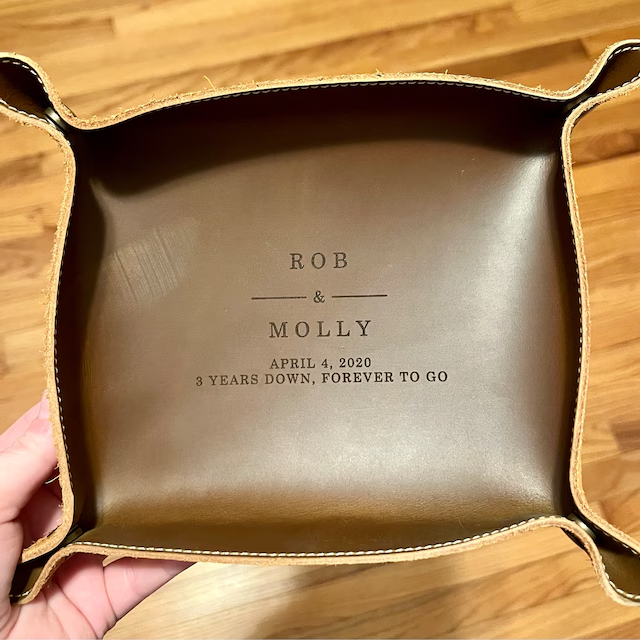 ROB
&
MOLLY
APRIL 4, 2020
3 YEARS DOWN, FOREVER TO GO